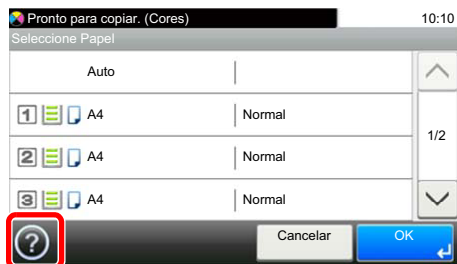 Pronto para copiar. (Cores) 10:10
Seleccione Papel
Auto
1 A4 Normal
2 A4 Normal
3 A4 Normal
1/2
? Cancelar OK